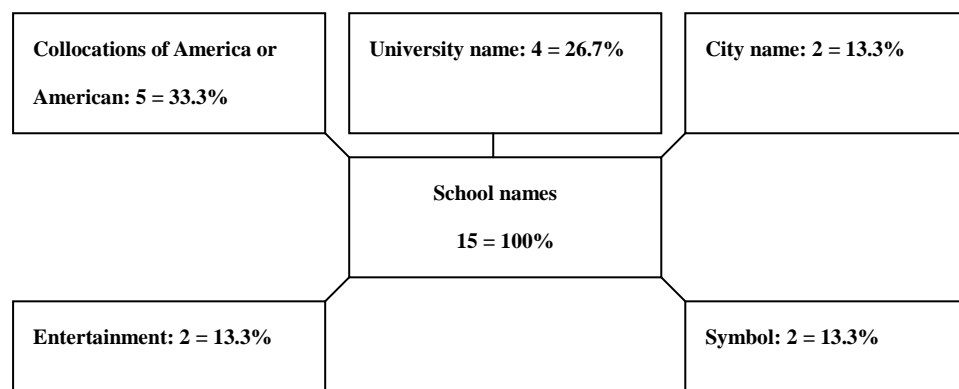 Collocations of America or
American: 5 = 33.3%
University name: 4 = 26.7%
City name: 2 = 13.3%
School names
15 = 100%
Entertainment: 2 = 13.3%
Symbol: 2 = 13.3%